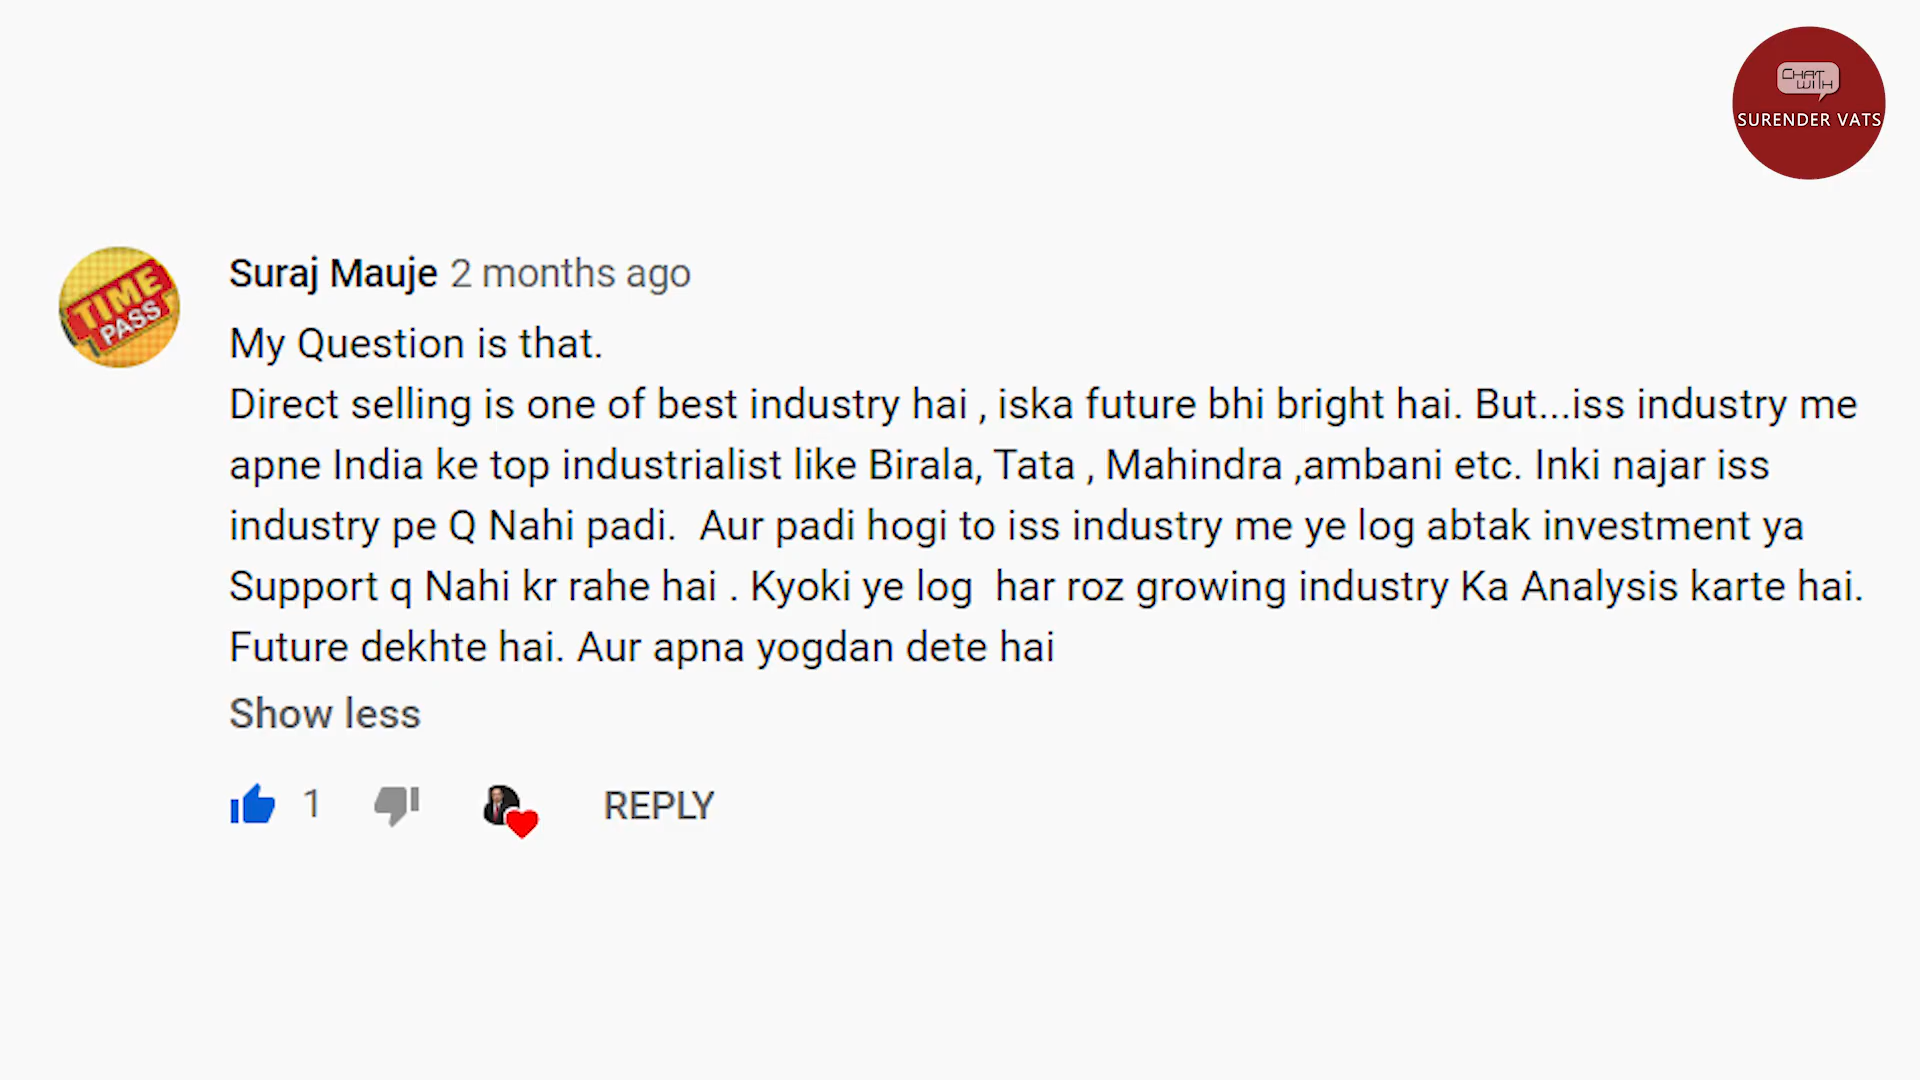 CHAT
WITH
SURENDER VATS
TIME
PASS
Suraj Mauje 2 months ago
My Question is that.
Direct selling is one of best industry hai , iska future bhi bright hai. But...iss industry me
apne India ke top industrialist like Birala, Tata , Mahindra ,ambani etc. Inki najar iss
industry pe Q Nahi padi.  Aur padi hogi to iss industry me ye log abtak investment ya
Support q Nahi kr rahe hai . Kyoki ye log  har roz growing industry Ka Analysis karte hai.
Future dekhte hai. Aur apna yogdan dete hai
Show less
1 REPLY